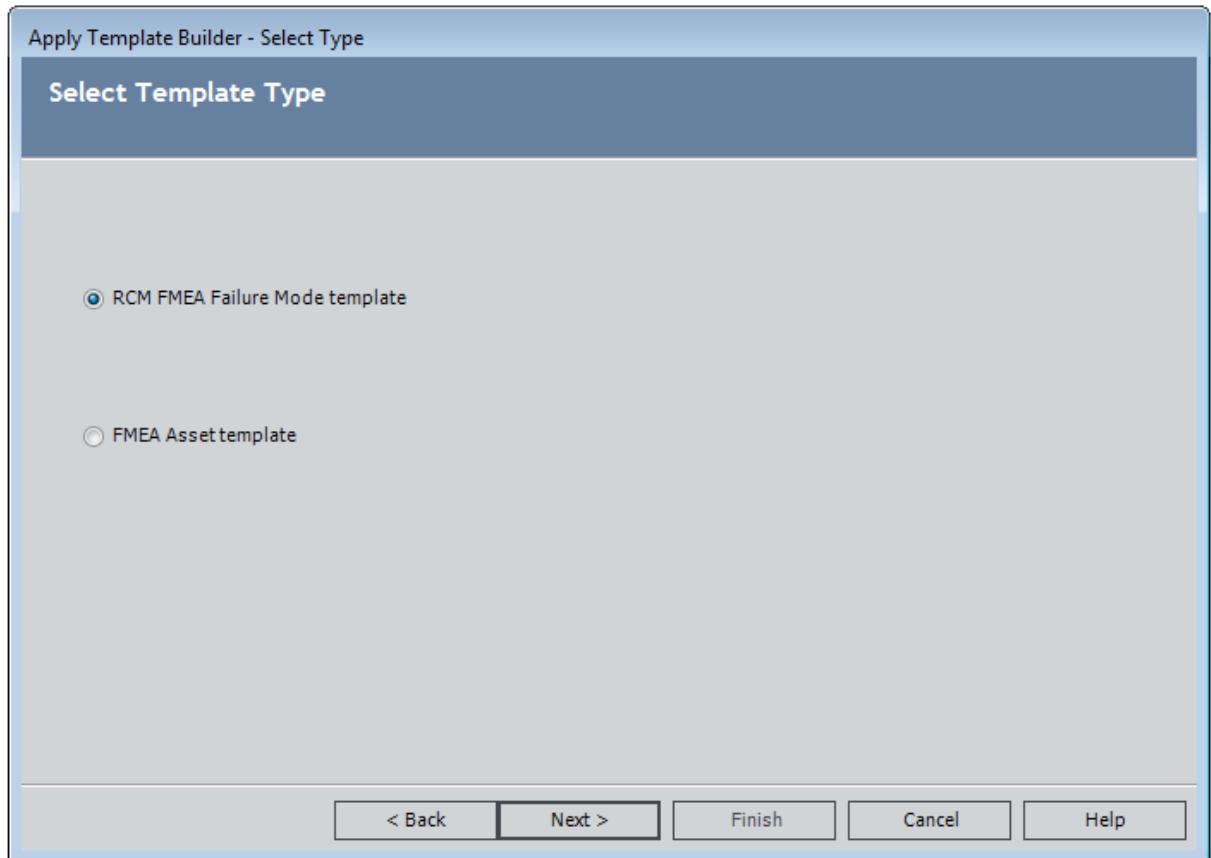 Apply Template Builder - Select Type
Select Template Type
RCM FMEA Failure Mode template
FMEA Asset template
< Back Next > Finish Cancel Help